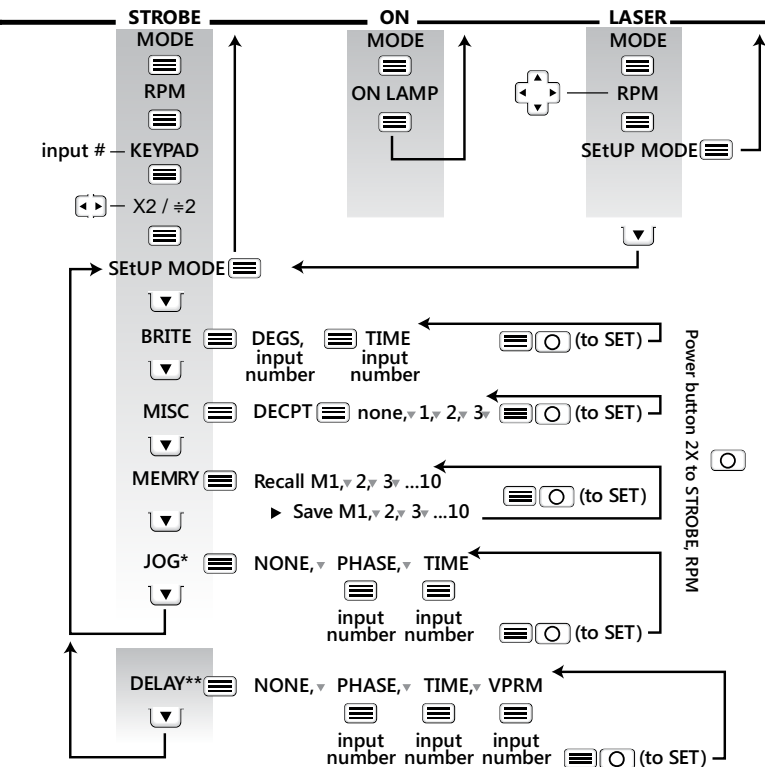 STROBE ON LASER
MODE MODE MODE
RPM ON LAMP RPM
input # KEYPAD
SEtUP MODE
X2 / ÷2
SEtUP MODE
BRITE DEGS, input number TIME input number (to SET)
MISC DECPT none, 1, 2, 3 (to SET)
MEMRY Recall M1, 2, 3 ...10
Save M1, 2, 3 ...10 (to SET)
JOG* NONE, PHASE, TIME
input number input number (to SET)
DELAY** NONE, PHASE, TIME, VPRM
input number input number input number (to SET)
Power button 2X to STROBE, RPM